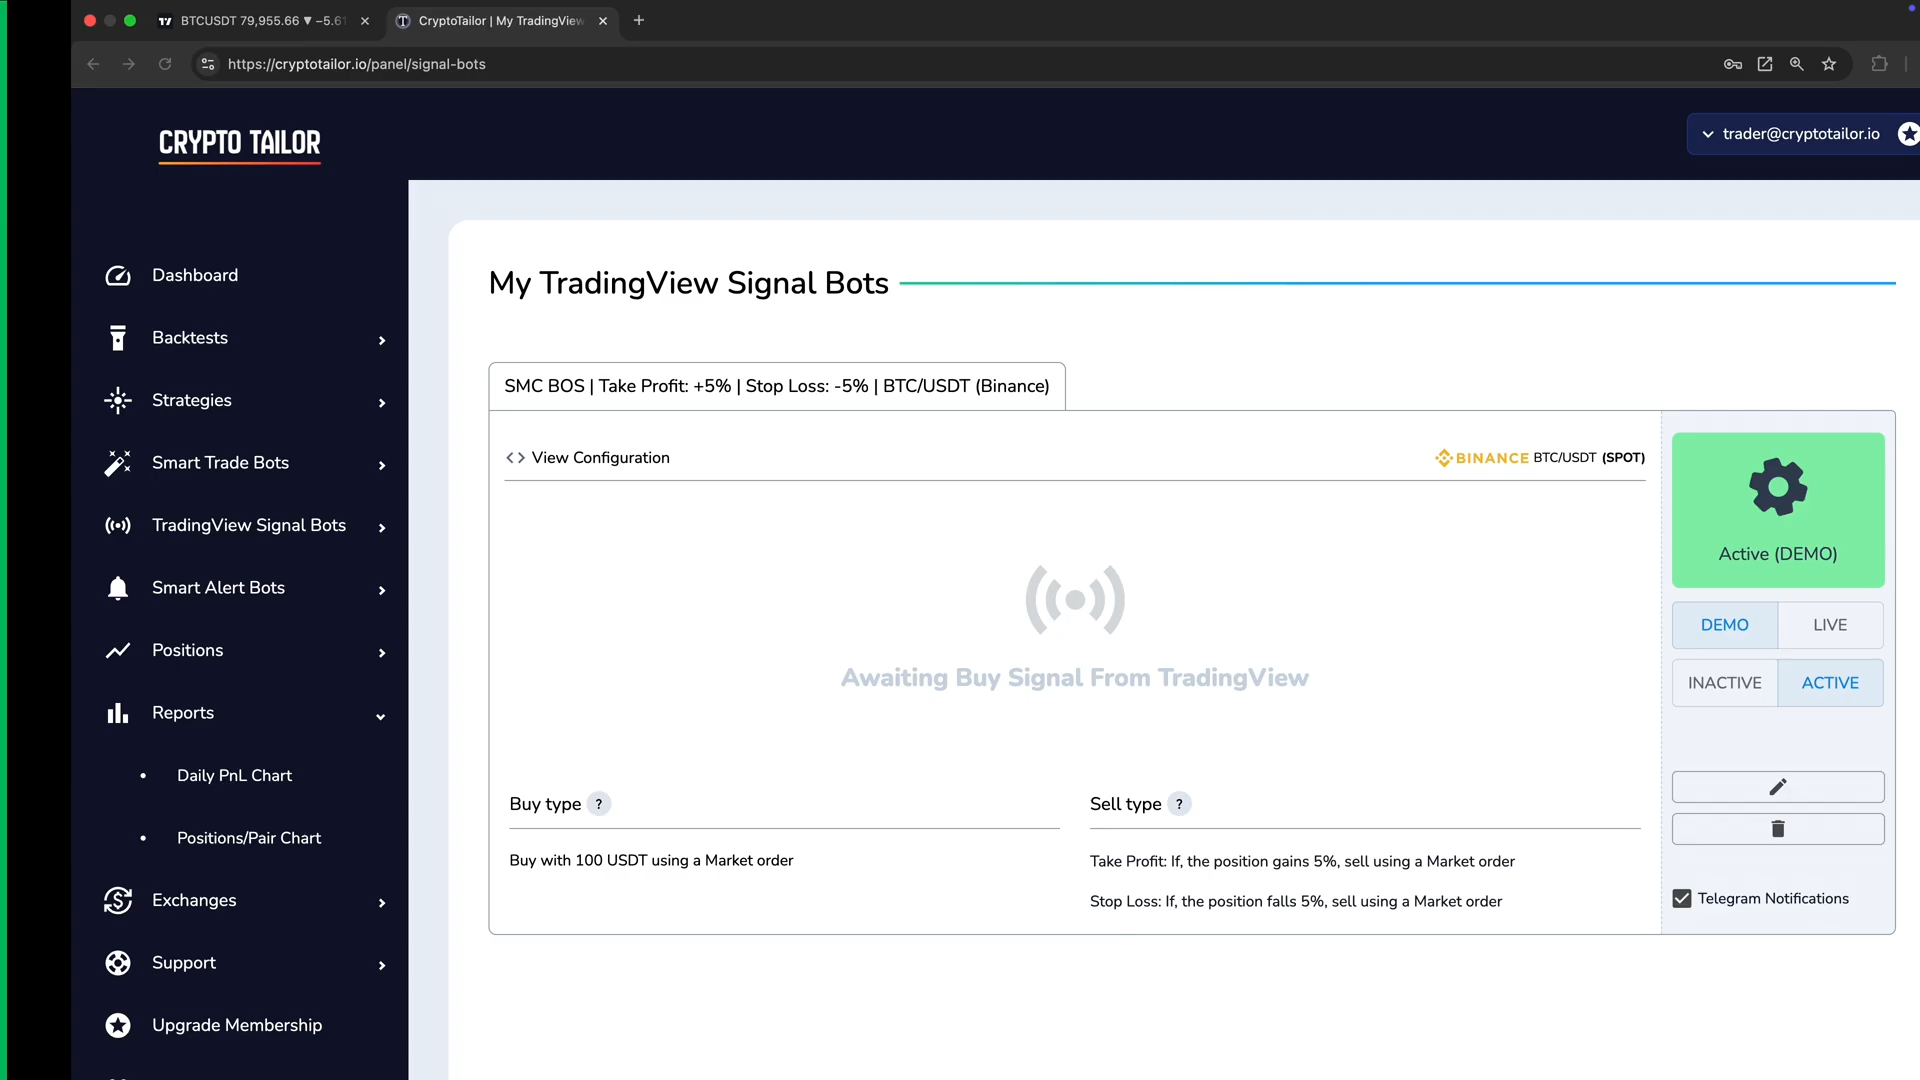 BTCUSDT 79,955.66 ▼ −5.61
CryptoTailor | My TradingView
https://cryptotailor.io/panel/signal-bots
CRYPTO TAILOR
trader@cryptotailor.io
Dashboard
Backtests
Strategies
Smart Trade Bots
TradingView Signal Bots
Smart Alert Bots
Positions
Reports
• Daily PnL Chart
• Positions/Pair Chart
Exchanges
Support
Upgrade Membership
My TradingView Signal Bots
SMC BOS | Take Profit: +5% | Stop Loss: -5% | BTC/USDT (Binance)
<> View Configuration
BINANCE BTC/USDT (SPOT)
Awaiting Buy Signal From TradingView
Buy type ?
Buy with 100 USDT using a Market order
Sell type ?
Take Profit: If, the position gains 5%, sell using a Market order
Stop Loss: If, the position falls 5%, sell using a Market order
Active (DEMO)
DEMO LIVE
INACTIVE ACTIVE
Telegram Notifications